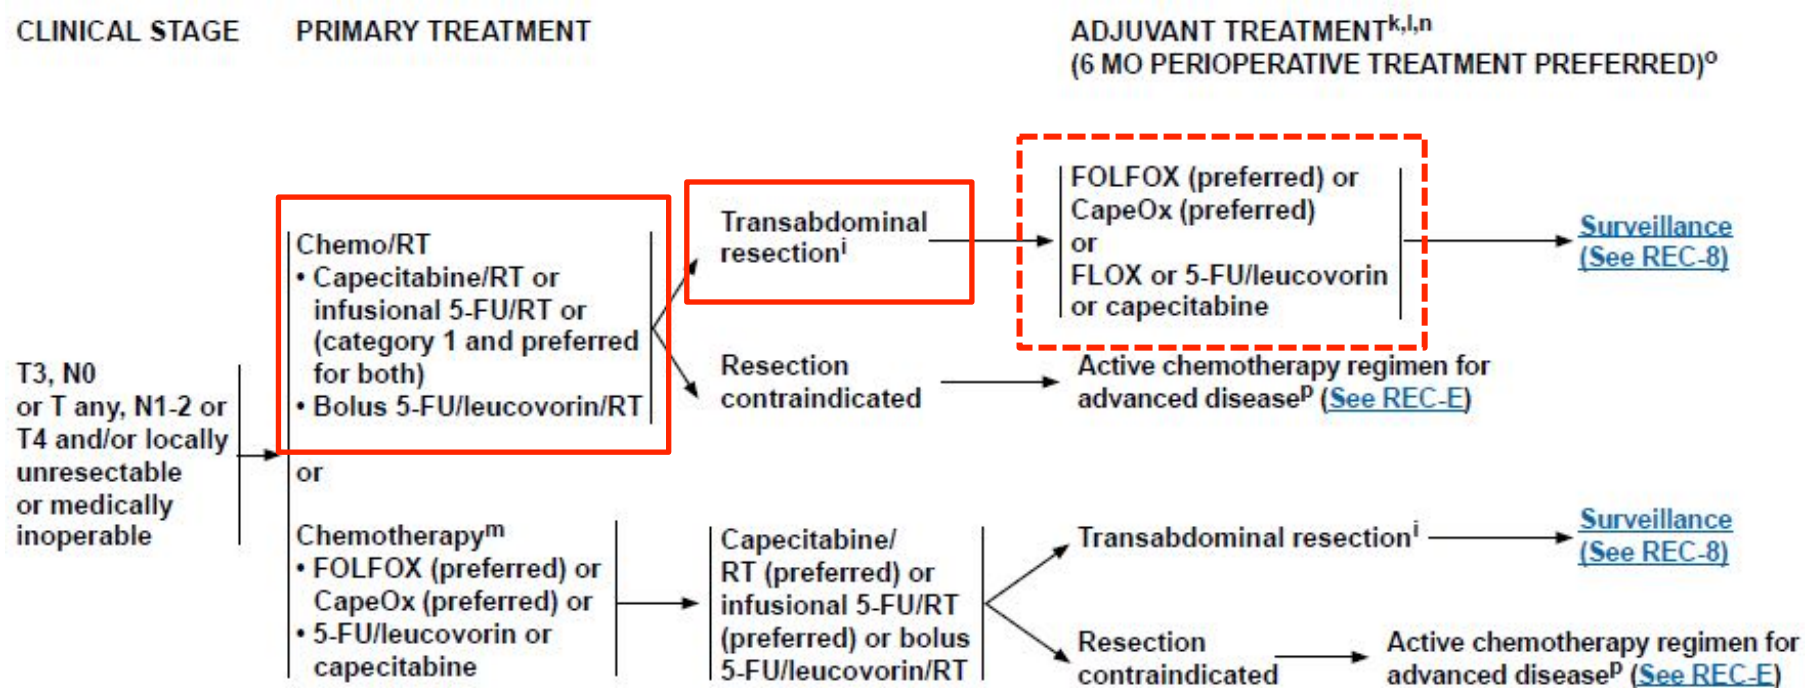 CLINICAL STAGE
PRIMARY TREATMENT
ADJUVANT TREATMENTk,l,n
(6 MO PERIOPERATIVE TREATMENT PREFERRED)o
T3, N0
or T any, N1-2 or
T4 and/or locally
unresectable
or medically
inoperable
Chemo/RT
• Capecitabine/RT or
infusional 5-FU/RT or
(category 1 and preferred
for both)
• Bolus 5-FU/leucovorin/RT
Transabdominal
resectioni
FOLFOX (preferred) or
CapeOx (preferred)
or
FLOX or 5-FU/leucovorin
or capecitabine
Surveillance
(See REC-8)
Resection
contraindicated
Active chemotherapy regimen for
advanced diseasep (See REC-E)
or
Chemotherapym
• FOLFOX (preferred) or
CapeOx (preferred) or
• 5-FU/leucovorin or
capecitabine
Capecitabine/
RT (preferred) or
infusional 5-FU/RT
(preferred) or bolus
5-FU/leucovorin/RT
Transabdominal resectioni
Surveillance
(See REC-8)
Resection
contraindicated
Active chemotherapy regimen for
advanced diseasep (See REC-E)